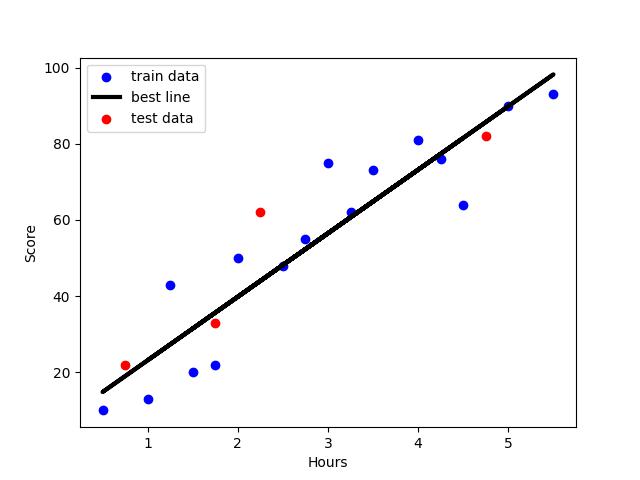 train data
best line
test data
100
80
60
40
20
Score
1 2 3 4 5
Hours